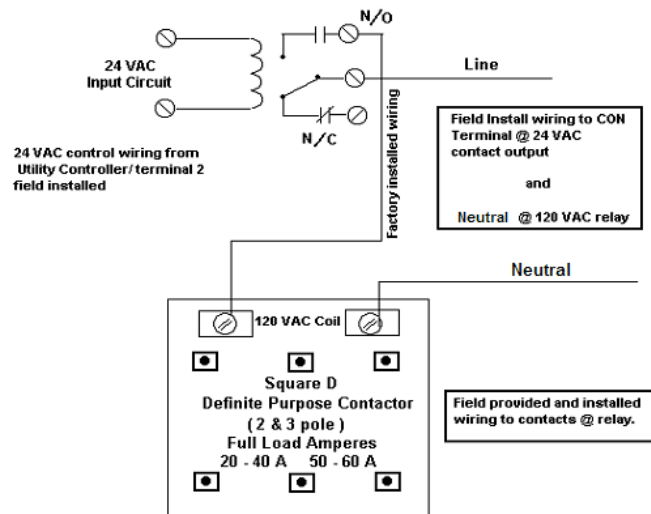 N/O
24 VAC
Input Circuit
Line
N/C
Factory installed wiring
Field Install wiring to CON
Terminal @ 24 VAC
contact output
and
Neutral @ 120 VAC relay
24 VAC control wiring from
Utility Controller/terminal 2
field installed
Neutral
120 VAC Coil
Square D
Definite Purpose Contactor
( 2 & 3 pole )
Full Load Amperes
20 - 40 A 50 - 60 A
Field provided and installed
wiring to contacts @ relay.